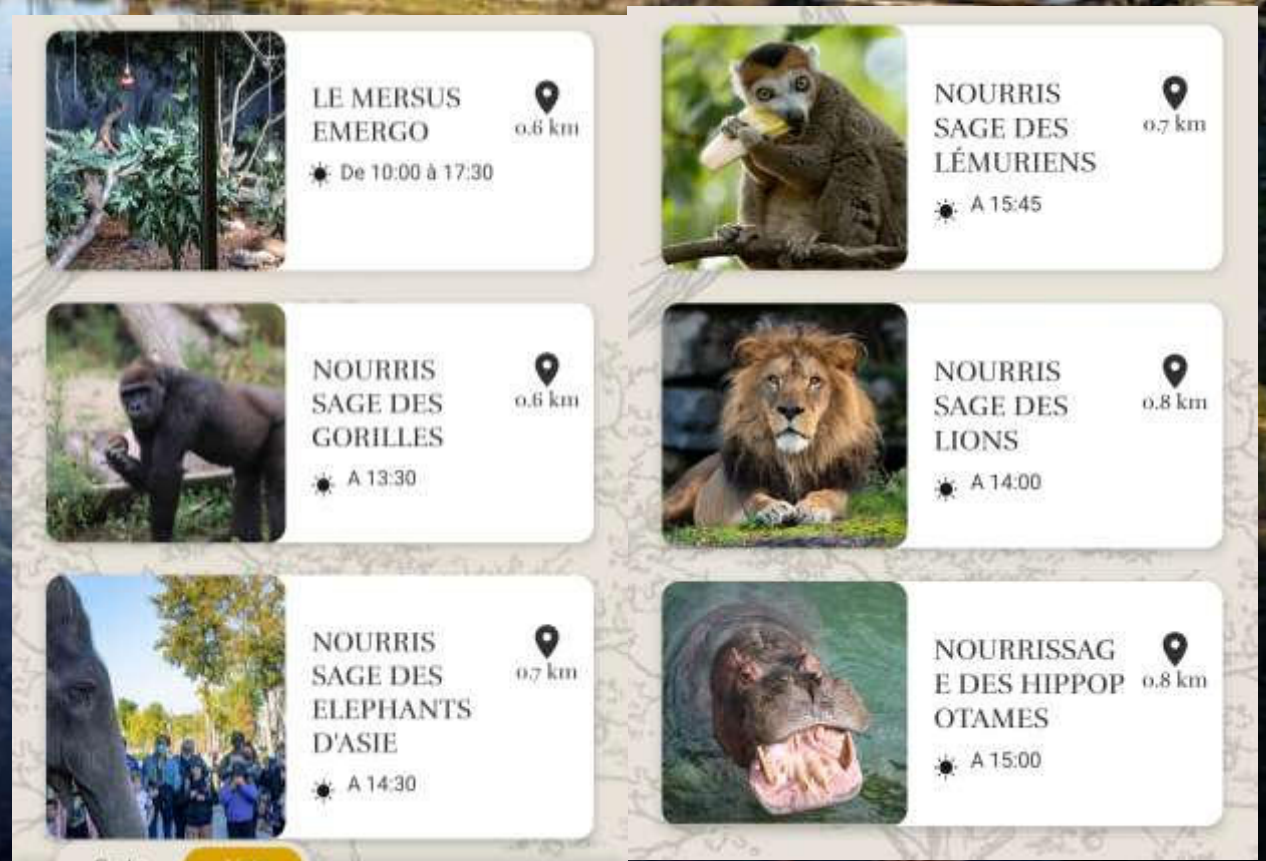 LE MERSUS
EMERGO
0.6 km
De 10:00 à 17:30
NOURRIS
SAGE DES
GORILLES
0.6 km
A 13:30
NOURRIS
SAGE DES
ELEPHANTS
D'ASIE
0.7 km
A 14:30
NOURRIS
SAGE DES
LÉMURIENS
0.7 km
A 15:45
NOURRIS
SAGE DES
LIONS
0.8 km
A 14:00
NOURRISSAG
E DES HIPPOP
OTAMES
0.8 km
A 15:00